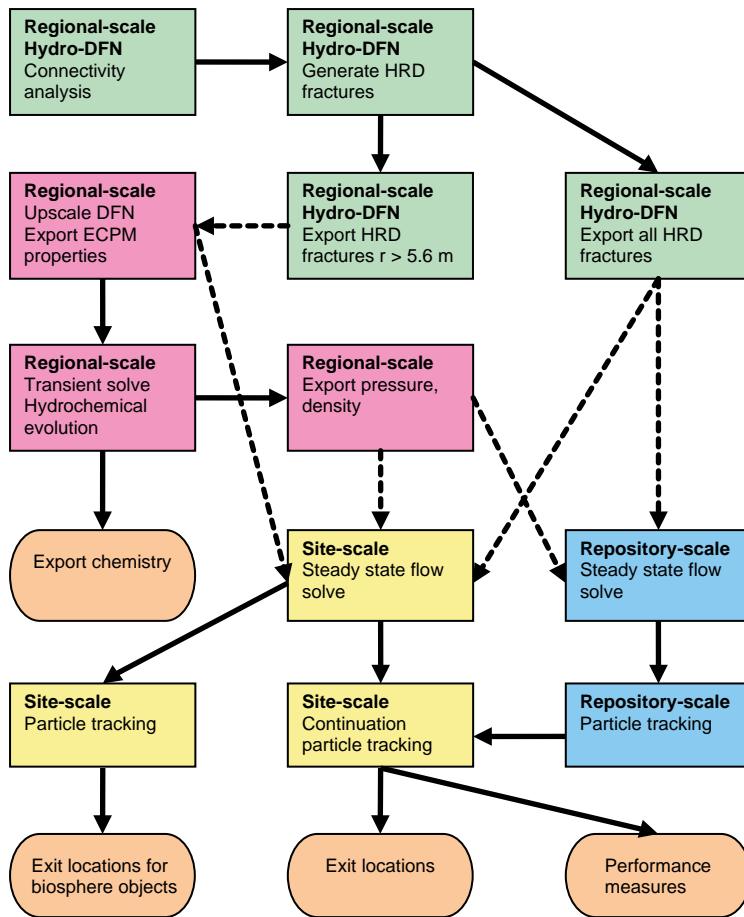 Regional-scale
Hydro-DFN
Connectivity
analysis
Regional-scale
Hydro-DFN
Generate HRD
fractures
Regional-scale
Upscale DFN
Export ECPM
properties
Regional-scale
Hydro-DFN
Export HRD
fractures r > 5.6 m
Regional-scale
Hydro-DFN
Export all HRD
fractures
Regional-scale
Transient solve
Hydrochemical
evolution
Regional-scale
Export pressure,
density
Export chemistry
Site-scale
Steady state flow
solve
Repository-scale
Steady state flow
solve
Site-scale
Particle tracking
Site-scale
Continuation
particle tracking
Repository-scale
Particle tracking
Exit locations for
biosphere objects
Exit locations
Performance
measures